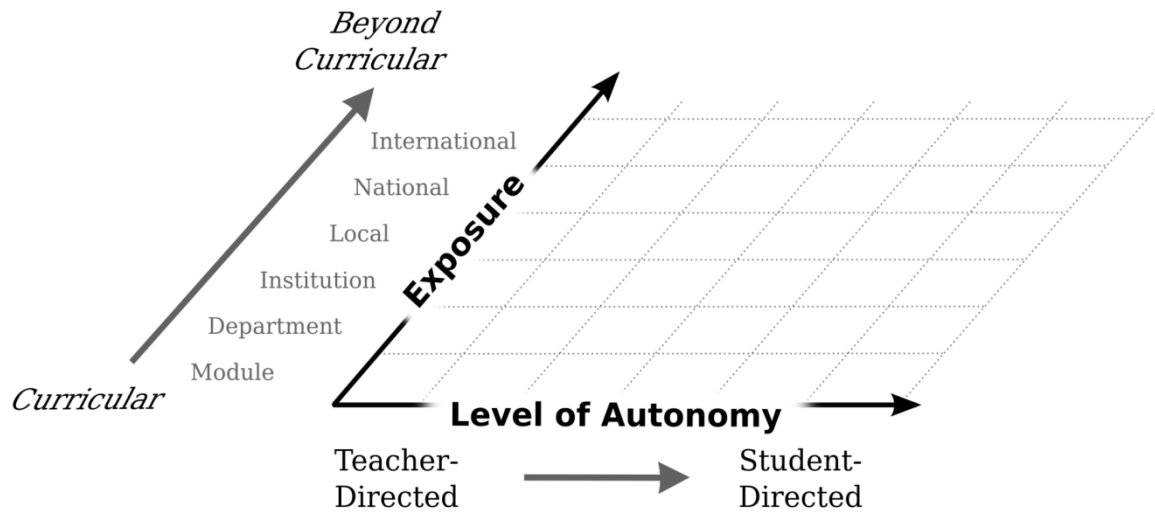 Beyond
Curricular
International
National
Local
Institution
Department
Module
Curricular
Exposure
Level of Autonomy
Teacher-
Directed
Student-
Directed